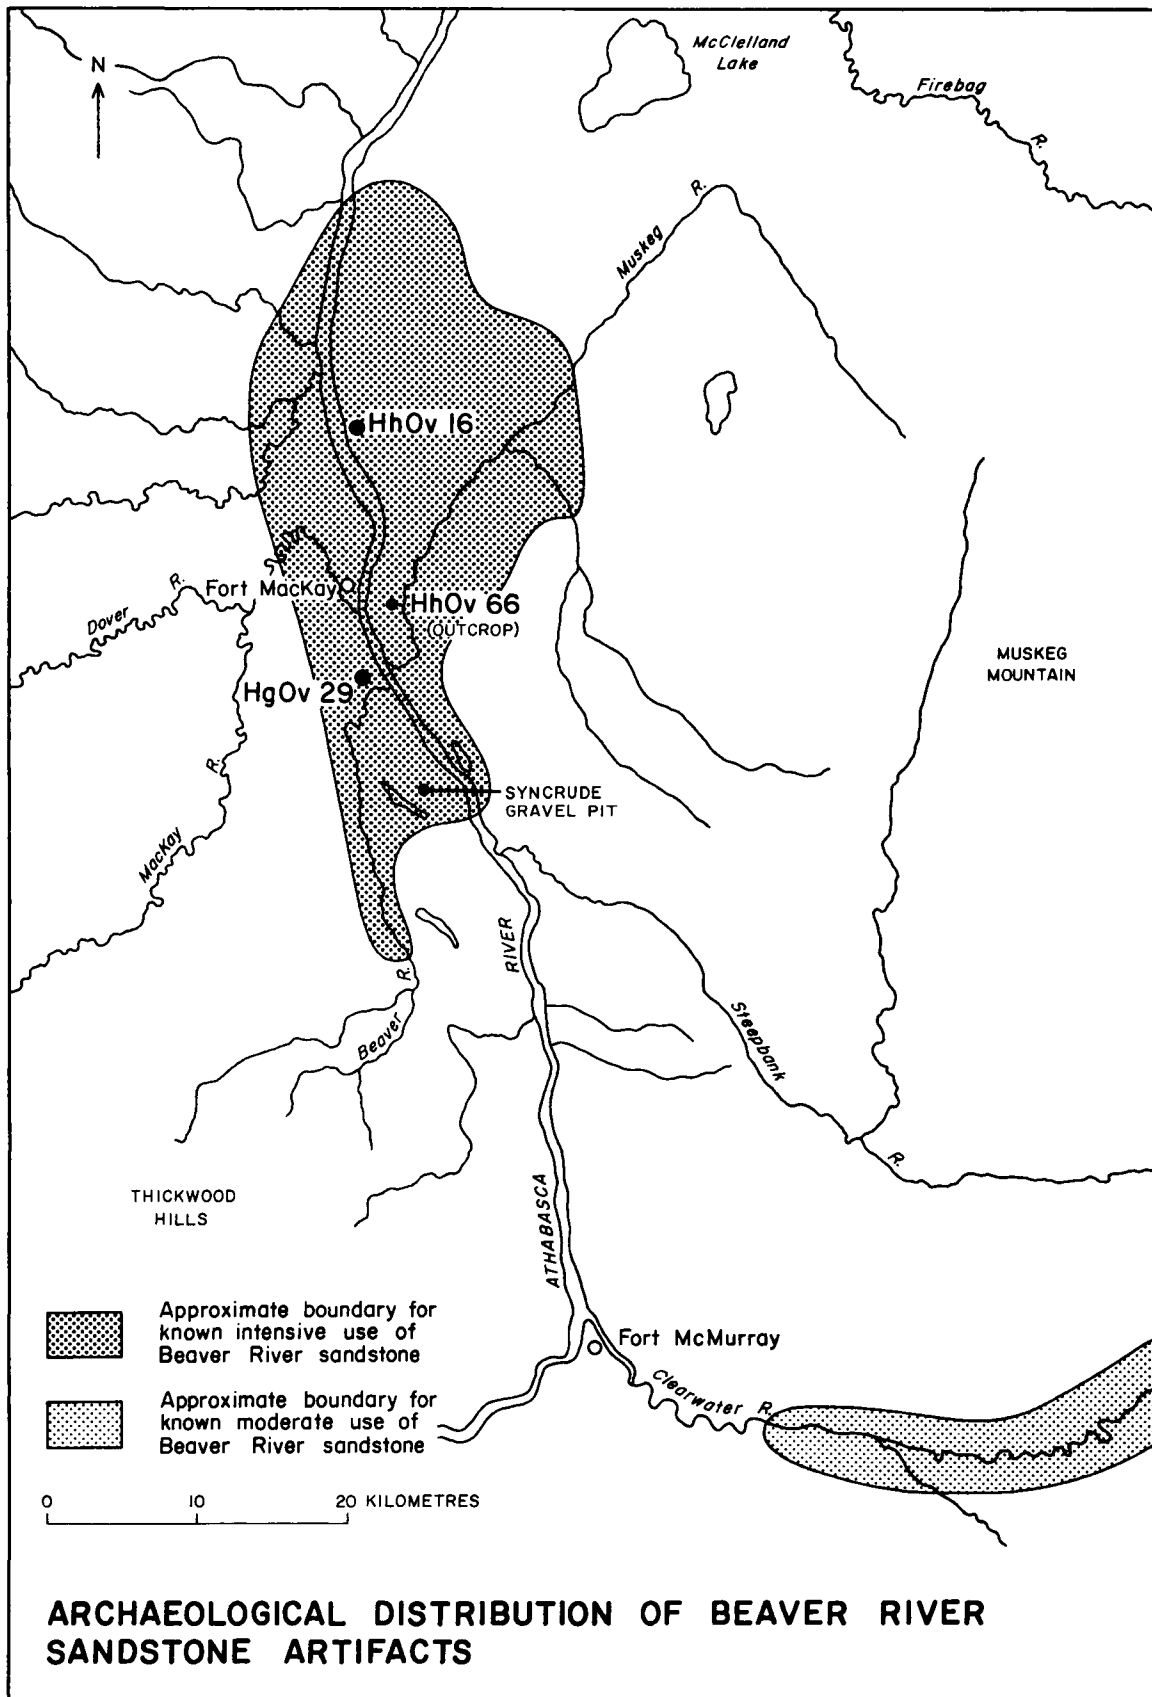 McClelland
Lake
N
Firebag
R.
R.
Muskeg
HhOv 16
R.
Fort MacKay
HhOv 66
(OUTCROP)
Dover
MUSKEG
MOUNTAIN
HgOv 29
R.
SYNCRUDE
GRAVEL PIT
MacKay
RIVER
R.
Beaver
Steepbank
R.
THICKWOOD
HILLS
ATHABASCA
Approximate boundary for
known intensive use of
Beaver River sandstone
Fort McMurray
Clearwater R.
Approximate boundary for
known moderate use of
Beaver River sandstone
0 10 20 KILOMETRES
ARCHAEOLOGICAL DISTRIBUTION OF BEAVER RIVER
SANDSTONE ARTIFACTS